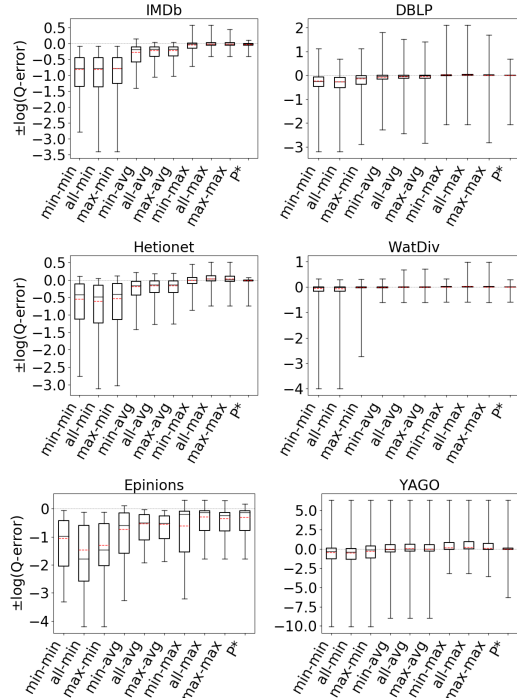 IMDb
DBLP
±log(Q-error)
0.5
0.0
−0.5
−1.0
−1.5
−2.0
−2.5
−3.0
−3.5
2
1
0
−1
−2
−3
min-min
all-min
max-min
min-avg
all-avg
max-avg
min-max
all-max
max-max
P*
min-min
all-min
max-min
min-avg
all-avg
max-avg
min-max
all-max
max-max
P*
Hetionet
WatDiv
±log(Q-error)
0.5
0.0
−0.5
−1.0
−1.5
−2.0
−2.5
−3.0
1
0
−1
−2
−3
−4
min-min
all-min
max-min
min-avg
all-avg
max-avg
min-max
all-max
max-max
P*
min-min
all-min
max-min
min-avg
all-avg
max-avg
min-max
all-max
max-max
P*
Epinions
YAGO
±log(Q-error)
0
−1
−2
−3
−4
5.0
2.5
0.0
−2.5
−5.0
−7.5
−10.0
min-min
all-min
max-min
min-avg
all-avg
max-avg
min-max
all-max
max-max
P*
min-min
all-min
max-min
min-avg
all-avg
max-avg
min-max
all-max
max-max
P*